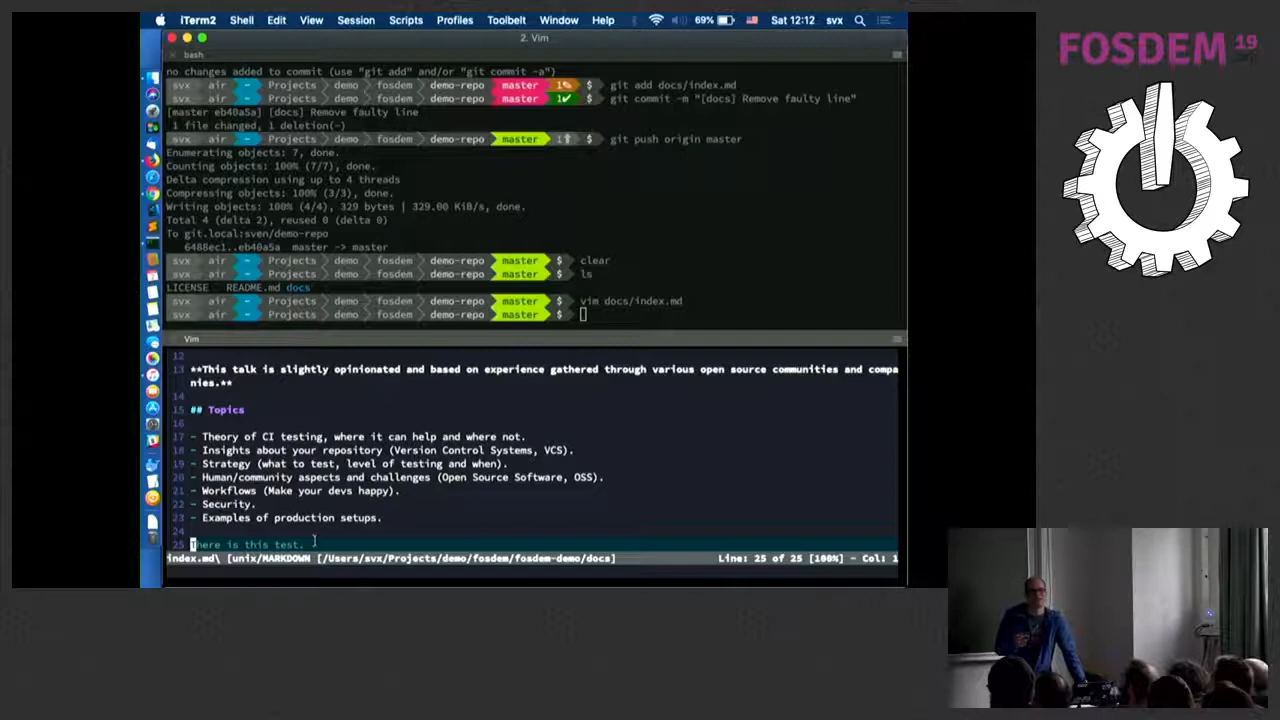 iTerm2 Shell Edit View Session Scripts Profiles Toolbelt Window Help 69% Sat 12:12 svx
FOSDEM 19
2. Vim
bash
no changes added to commit (use "git add" and/or "git commit -a")
svx air ~ Projects demo fosdem demo-repo master 1 $ git add docs/index.md
svx air ~ Projects demo fosdem demo-repo master 1✔ $ git commit -m "[docs] Remove faulty line"
[master eb40a5a] [docs] Remove faulty line
1 file changed, 1 deletion(-)
svx air ~ Projects demo fosdem demo-repo master 1⬆ $ git push origin master
Enumerating objects: 7, done.
Counting objects: 100% (7/7), done.
Delta compression using up to 4 threads
Compressing objects: 100% (3/3), done.
Writing objects: 100% (4/4), 329 bytes | 329.00 KiB/s, done.
Total 4 (delta 2), reused 0 (delta 0)
To git.local:sven/demo-repo
6488ec1..eb40a5a master -> master
svx air ~ Projects demo fosdem demo-repo master $ clear
svx air ~ Projects demo fosdem demo-repo master $ ls
LICENSE README.md docs
svx air ~ Projects demo fosdem demo-repo master $ vim docs/index.md
svx air ~ Projects demo fosdem demo-repo master $
Vim
12
13 **This talk is slightly opinionated and based on experience gathered through various open source communities and compa
nies.**
14
15 ## Topics
16
17 - Theory of CI testing, where it can help and where not.
18 - Insights about your repository (Version Control Systems, VCS).
19 - Strategy (what to test, level of testing and when).
20 - Human/community aspects and challenges (Open Source Software, OSS).
21 - Workflows (Make your devs happy).
22 - Security.
23 - Examples of production setups.
24
25 There is this test.
index.md\ [unix/MARKDOWN [/Users/svx/Projects/demo/fosdem/fosdem-demo/docs] Line: 25 of 25 [100%] - Col: 1